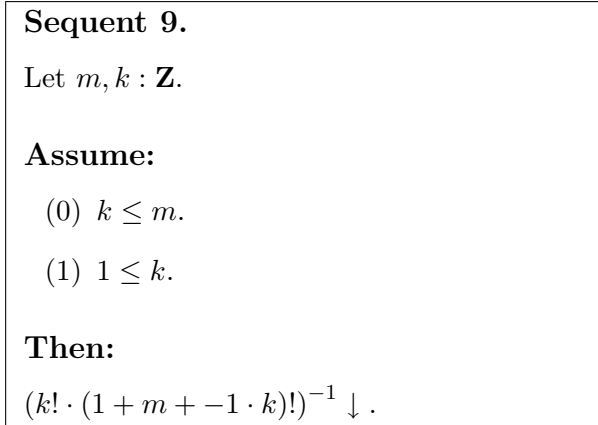 Sequent 9.
Let m, k : Z.
Assume:
(0) k ≤ m.
(1) 1 ≤ k.
Then:
(k! · (1 + m + −1 · k)!)⁻¹ ↓ .